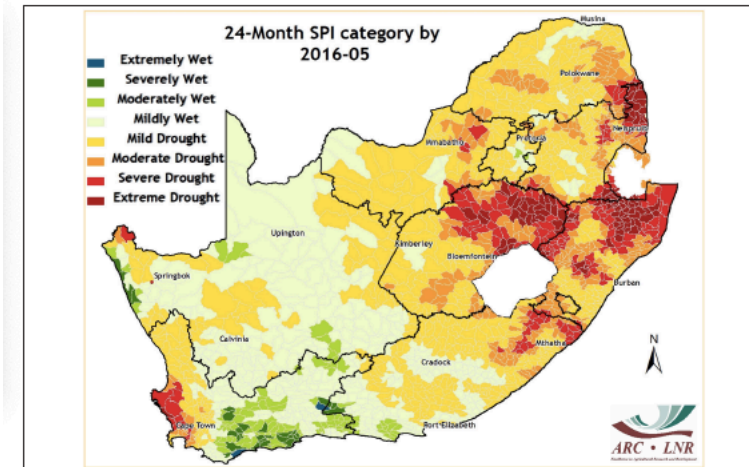 24-Month SPI category by
2016-05
Extremely Wet
Severely Wet
Moderately Wet
Mildly Wet
Mild Drought
Moderate Drought
Severe Drought
Extreme Drought
Musina
Polokwane
Nelspruit
Mmabatho
Pretoria
Upington
Kimberley
Bloemfontein
Springbok
Durban
Calvinia
Mthatha
Cradock
N
Cape Town
Port Elizabeth
ARC • LNR